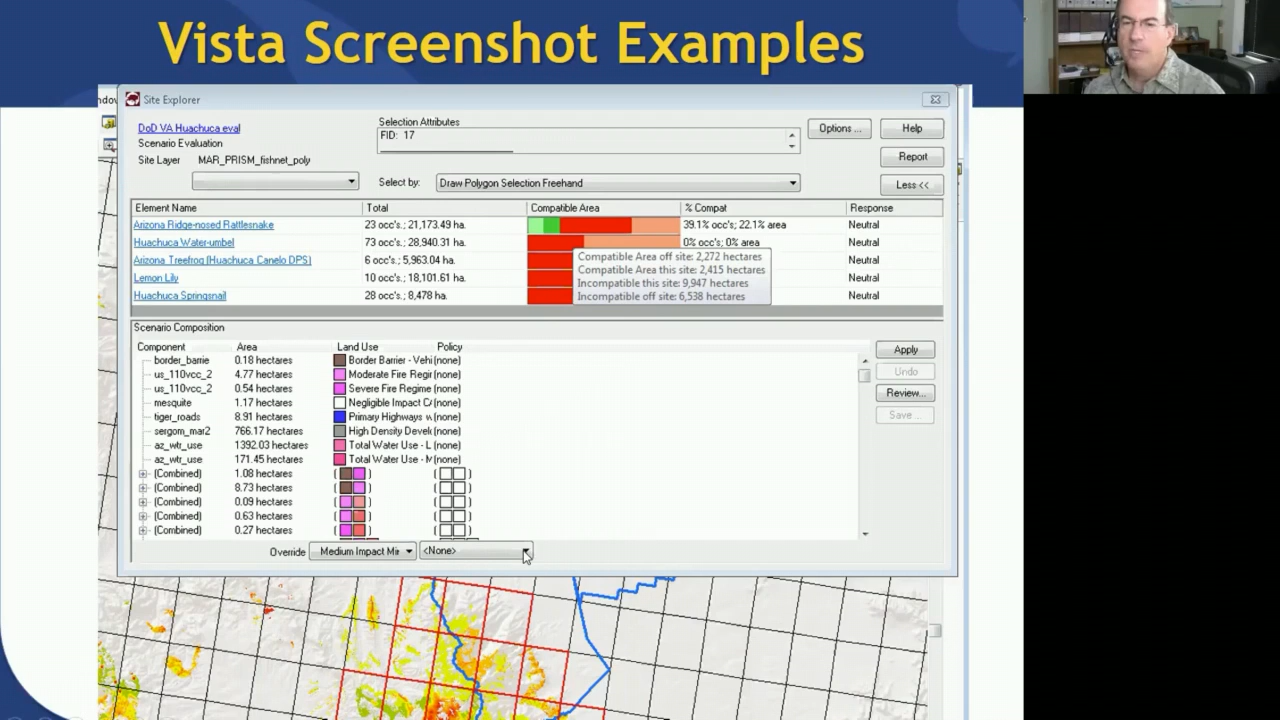 Vista Screenshot Examples
Site Explorer
DoD VA Huachuca eval
Scenario Evaluation
Site Layer MAR_PRISM_fishnet_poly
Selection Attributes
FID: 17
Options ... Help
Report
Select by: Draw Polygon Selection Freehand Less <<
Element Name Total Compatible Area % Compat Response
Arizona Ridge-nosed Rattlesnake 23 occ's.; 21,173.49 ha. 39.1% occ's; 22.1% area Neutral
Huachuca Water-umbel 73 occ's.; 28,940.31 ha. 0% occ's; 0% area Neutral
Arizona Treefrog (Huachuca Canelo DPS) 6 occ's.; 5,963.04 ha. Neutral
Lemon Lily 10 occ's.; 18,101.61 ha. Neutral
Huachuca Springsnail 28 occ's.; 8,478 ha. Neutral
Compatible Area off site: 2,272 hectares
Compatible Area this site: 2,415 hectares
Incompatible this site: 9,947 hectares
Incompatible off site: 6,538 hectares
Scenario Composition
Component Area Land Use Policy
border_barrie 0.18 hectares Border Barrier - Vehi (none)
us_110vcc_2 4.77 hectares Moderate Fire Regir (none)
us_110vcc_2 0.54 hectares Severe Fire Regime (none)
mesquite 1.17 hectares Negligible Impact C (none)
tiger_roads 8.91 hectares Primary Highways w (none)
sergom_mar2 766.17 hectares High Density Devel (none)
az_wtr_use 1392.03 hectares Total Water Use - L (none)
az_wtr_use 171.45 hectares Total Water Use - M (none)
(Combined) 1.08 hectares ( ) ( )
(Combined) 8.73 hectares ( ) ( )
(Combined) 0.09 hectares ( ) ( )
(Combined) 0.63 hectares ( ) ( )
(Combined) 0.27 hectares ( ) ( )
Apply
Undo
Review...
Save ...
Override Medium Impact Mir <None>